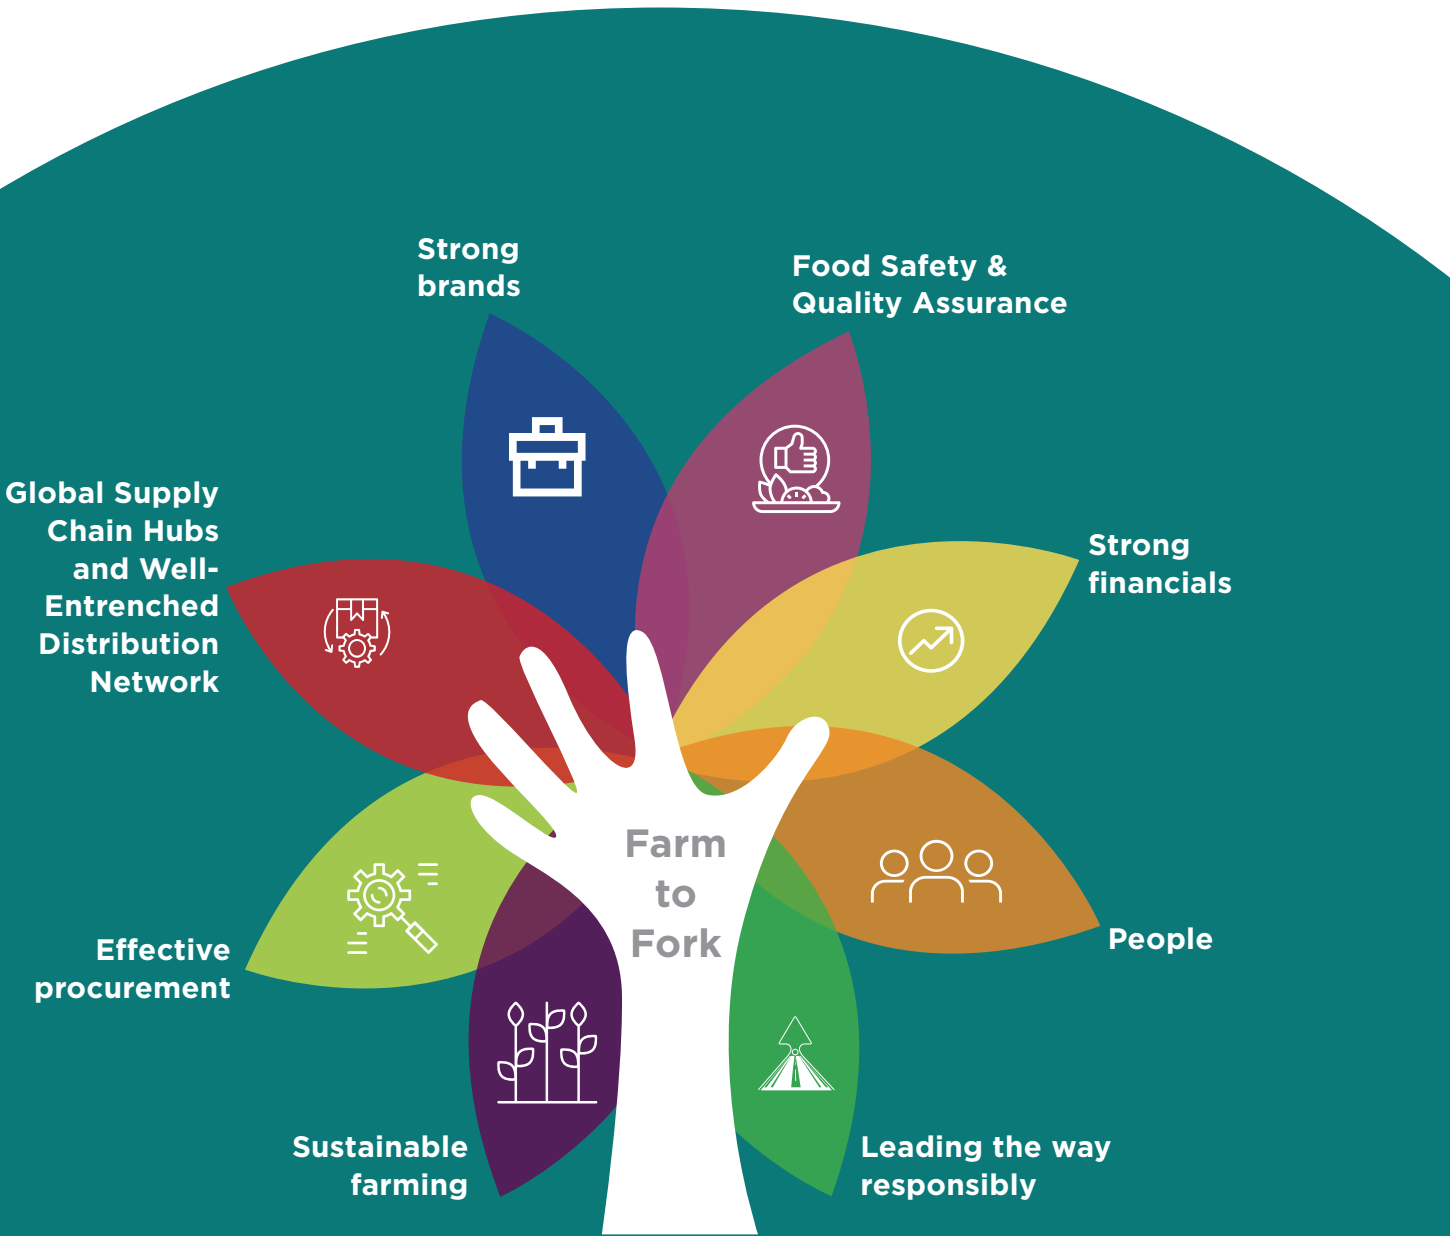 Strong
brands
Food Safety &
Quality Assurance
Global Supply
Chain Hubs
and Well-
Entrenched
Distribution
Network
Strong
financials
Farm
to
Fork
Effective
procurement
People
Sustainable
farming
Leading the way
responsibly